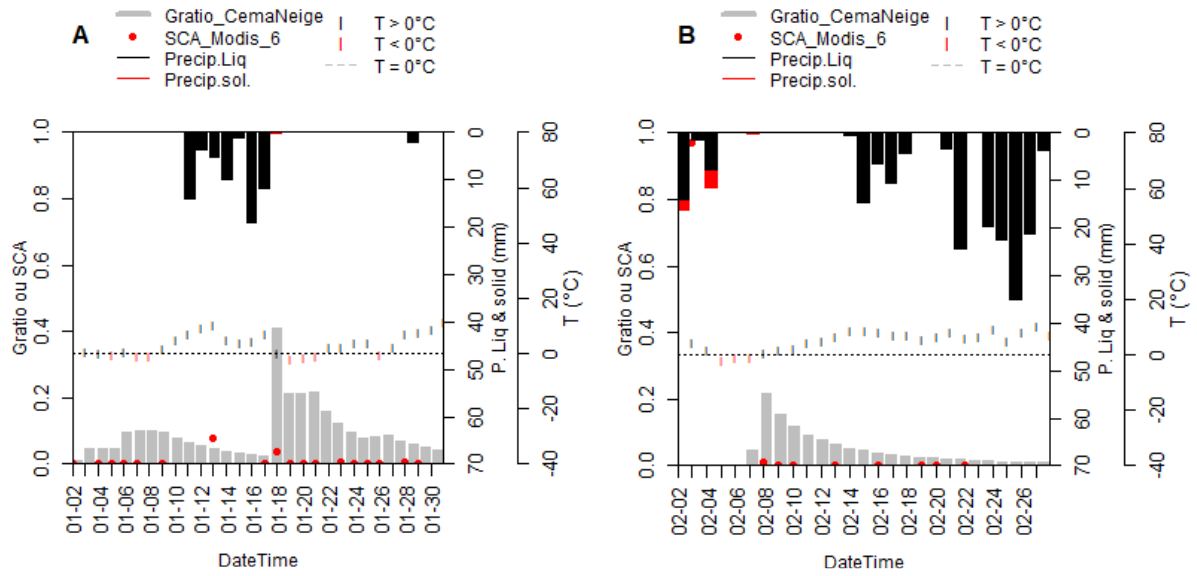 A
Gratio_CemaNeige
SCA_Modis_6
Precip.Liq
Precip.sol.
T > 0°C
T < 0°C
T = 0°C
Gratio ou SCA
0.0 0.2 0.4 0.6 0.8 1.0
0 10 20 30 40 50 60 70
P. Liq & solid (mm)
80 60 40 20 0 -20 -40
T (°C)
01-02 01-04 01-06 01-08 01-10 01-12 01-14 01-16 01-18 01-20 01-22 01-24 01-26 01-28 01-30
DateTime
B
Gratio_CemaNeige
SCA_Modis_6
Precip.Liq
Precip.sol.
T > 0°C
T < 0°C
T = 0°C
Gratio ou SCA
0.0 0.2 0.4 0.6 0.8 1.0
0 10 20 30 40 50 60 70
P. Liq & solid (mm)
80 60 40 20 0 -20 -40
T (°C)
02-02 02-04 02-06 02-08 02-10 02-12 02-14 02-16 02-18 02-20 02-22 02-24 02-26
DateTime